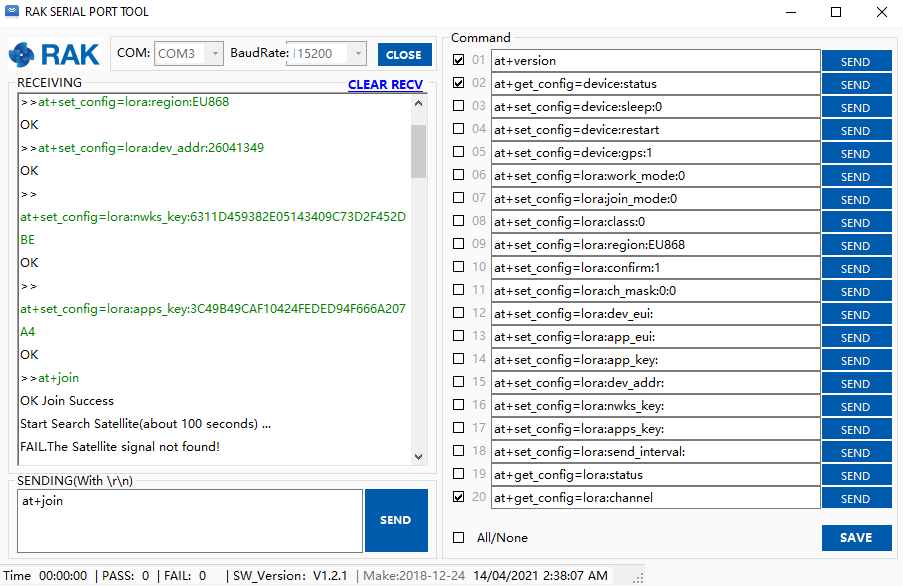 RAK SERIAL PORT TOOL
RAK
COM: COM3 BaudRate: 115200 CLOSE
RECEIVING CLEAR RECV
>>at+set_config=lora:region:EU868
OK
>>at+set_config=lora:dev_addr:26041349
OK
>>
at+set_config=lora:nwks_key:6311D459382E05143409C73D2F452D
BE
OK
>>
at+set_config=lora:apps_key:3C49B49CAF10424FEDED94F666A207
A4
OK
>>at+join
OK Join Success
Start Search Satellite(about 100 seconds) ...
FAIL.The Satellite signal not found!
SENDING(With \r\n)
at+join
SEND
Command
01 at+version SEND
02 at+get_config=device:status SEND
03 at+set_config=device:sleep:0 SEND
04 at+set_config=device:restart SEND
05 at+set_config=device:gps:1 SEND
06 at+set_config=lora:work_mode:0 SEND
07 at+set_config=lora:join_mode:0 SEND
08 at+set_config=lora:class:0 SEND
09 at+set_config=lora:region:EU868 SEND
10 at+set_config=lora:confirm:1 SEND
11 at+set_config=lora:ch_mask:0:0 SEND
12 at+set_config=lora:dev_eui: SEND
13 at+set_config=lora:app_eui: SEND
14 at+set_config=lora:app_key: SEND
15 at+set_config=lora:dev_addr: SEND
16 at+set_config=lora:nwks_key: SEND
17 at+set_config=lora:apps_key: SEND
18 at+set_config=lora:send_interval: SEND
19 at+get_config=lora:status SEND
20 at+get_config=lora:channel SEND
All/None SAVE
Time 00:00:00 | PASS: 0 | FAIL: 0 | SW_Version: V1.2.1 | Make:2018-12-24 14/04/2021 2:38:07 AM